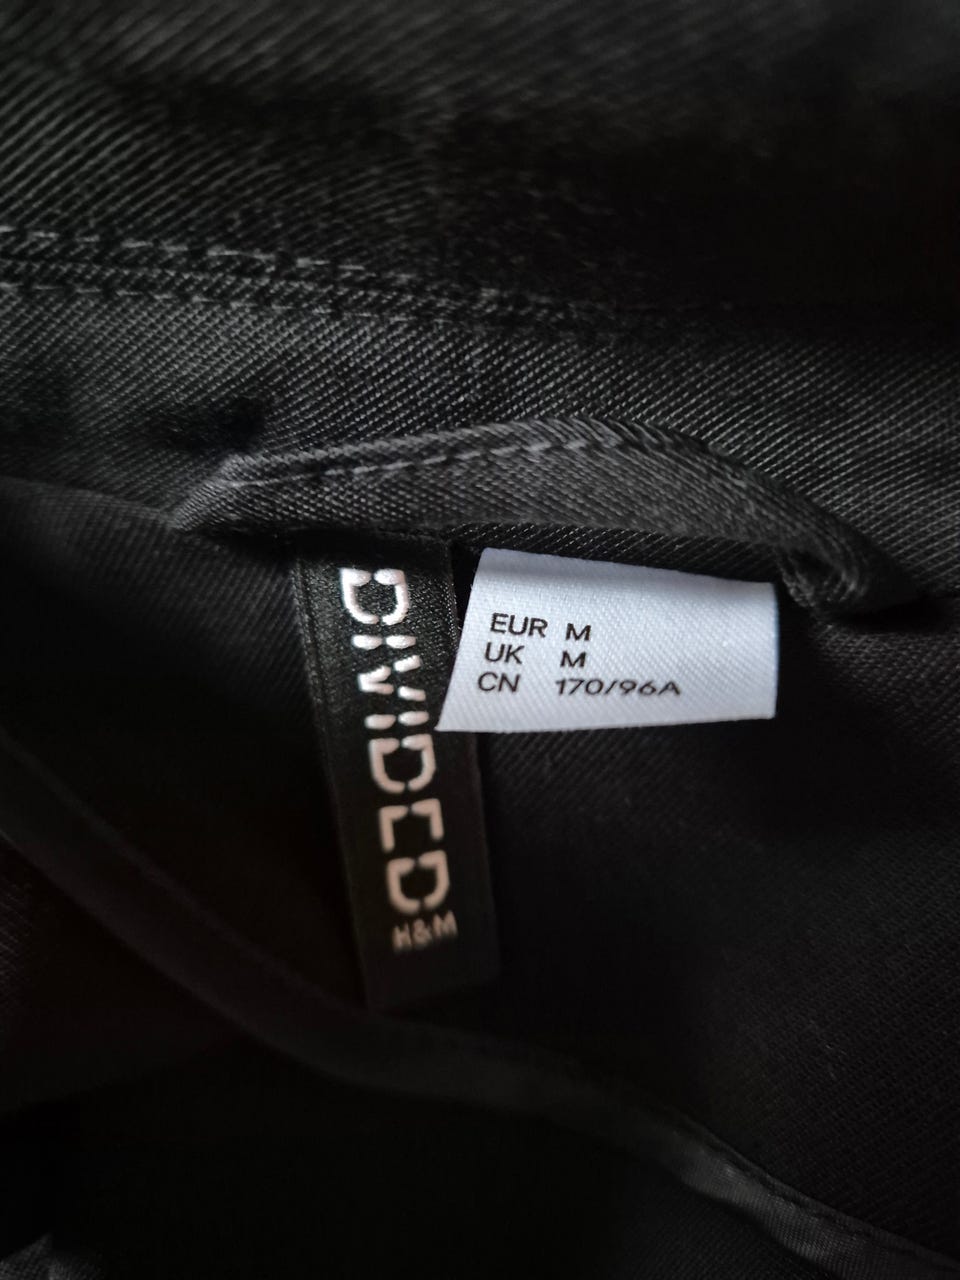 DIVIDED
H&M
EUR M
UK M
CN 170/96A